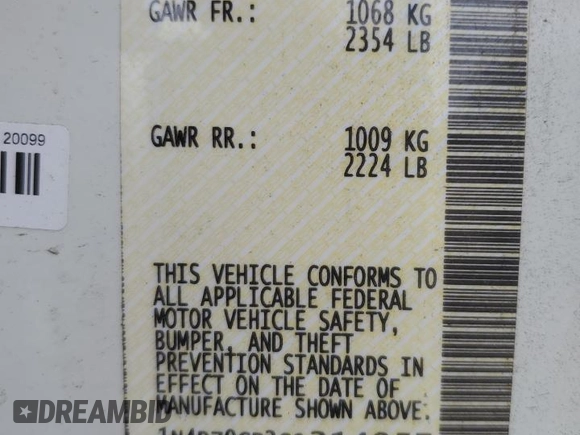 GAWR FR.: 1068 KG
2354 LB
20099
GAWR RR.: 1009 KG
2224 LB
THIS VEHICLE CONFORMS TO
ALL APPLICABLE FEDERAL
MOTOR VEHICLE SAFETY,
BUMPER, AND THEFT
PREVENTION STANDARDS IN
EFFECT ON THE DATE OF
MANUFACTURE SHOWN ABOVE.
DREAMBID